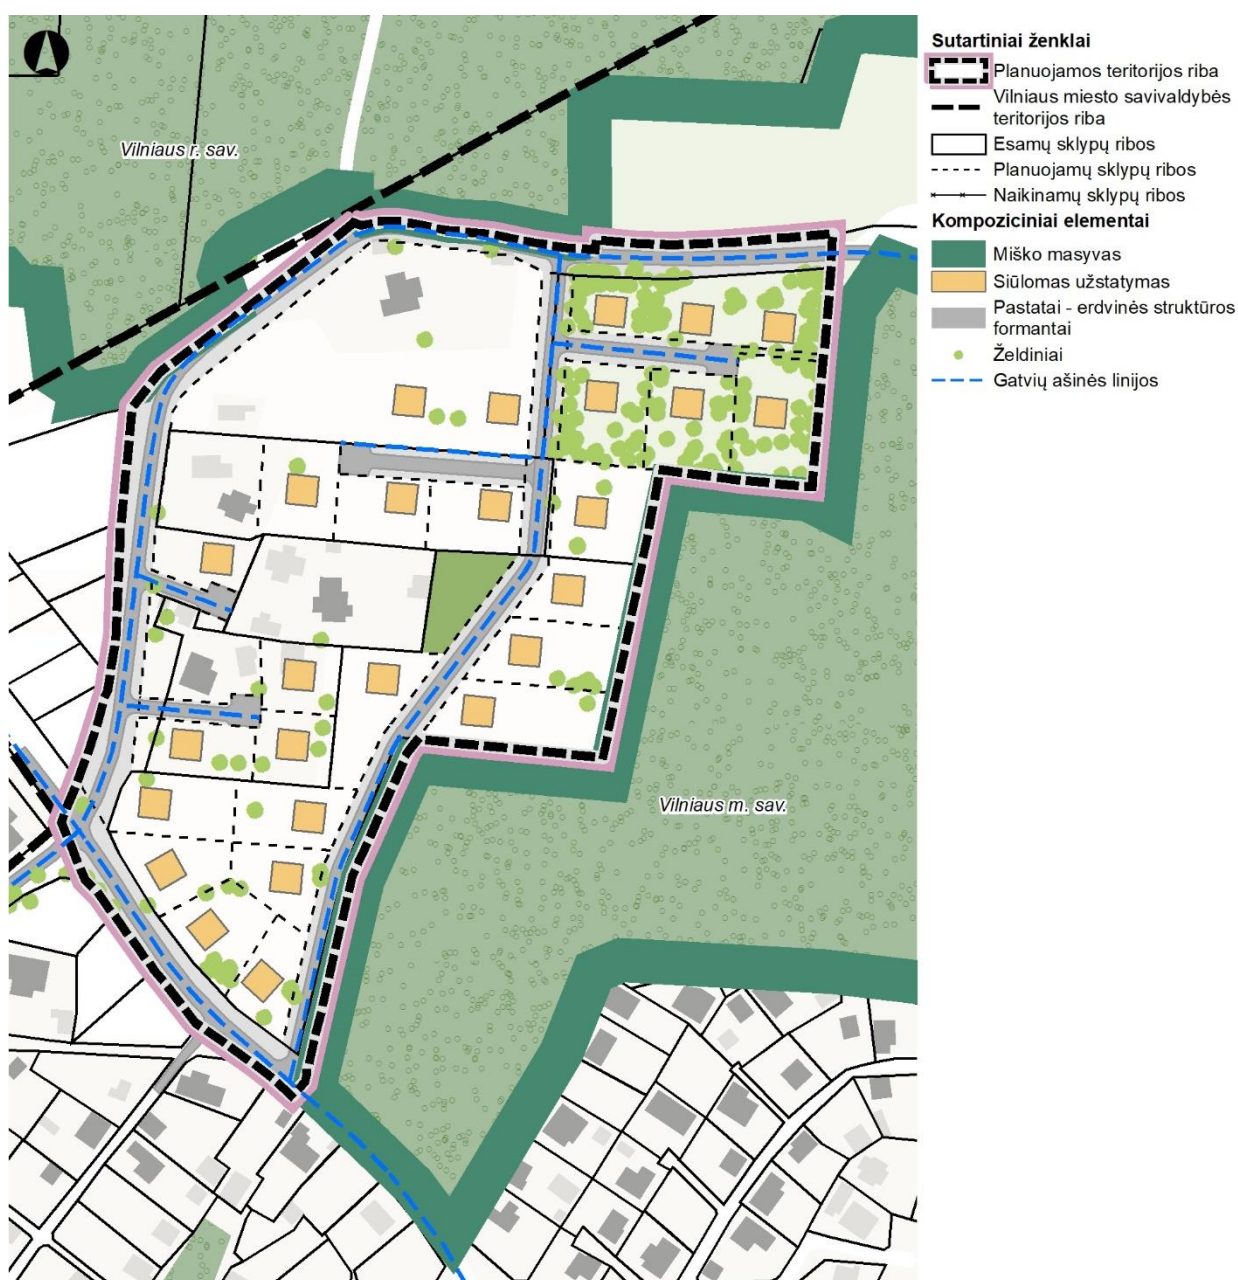 Sutartiniai ženklai
Planuojamos teritorijos riba
Vilniaus miesto savivaldybės
teritorijos riba
Esamų sklypų ribos
Planuojamų sklypų ribos
Naikinamų sklypų ribos
Kompoziciniai elementai
Miško masyvas
Siūlomas užstatymas
Pastatai - erdvinės struktūros
formantai
Želdiniai
Gatvių ašinės linijos
Vilniaus r. sav.
Vilniaus m. sav.